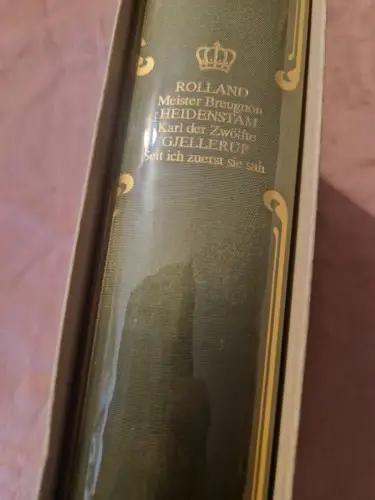 ROLLAND
Meister Breugnon
HEIDENSTAM
Karl der Zwölfte
GJELLERUP
Seit ich zuerst sie sah